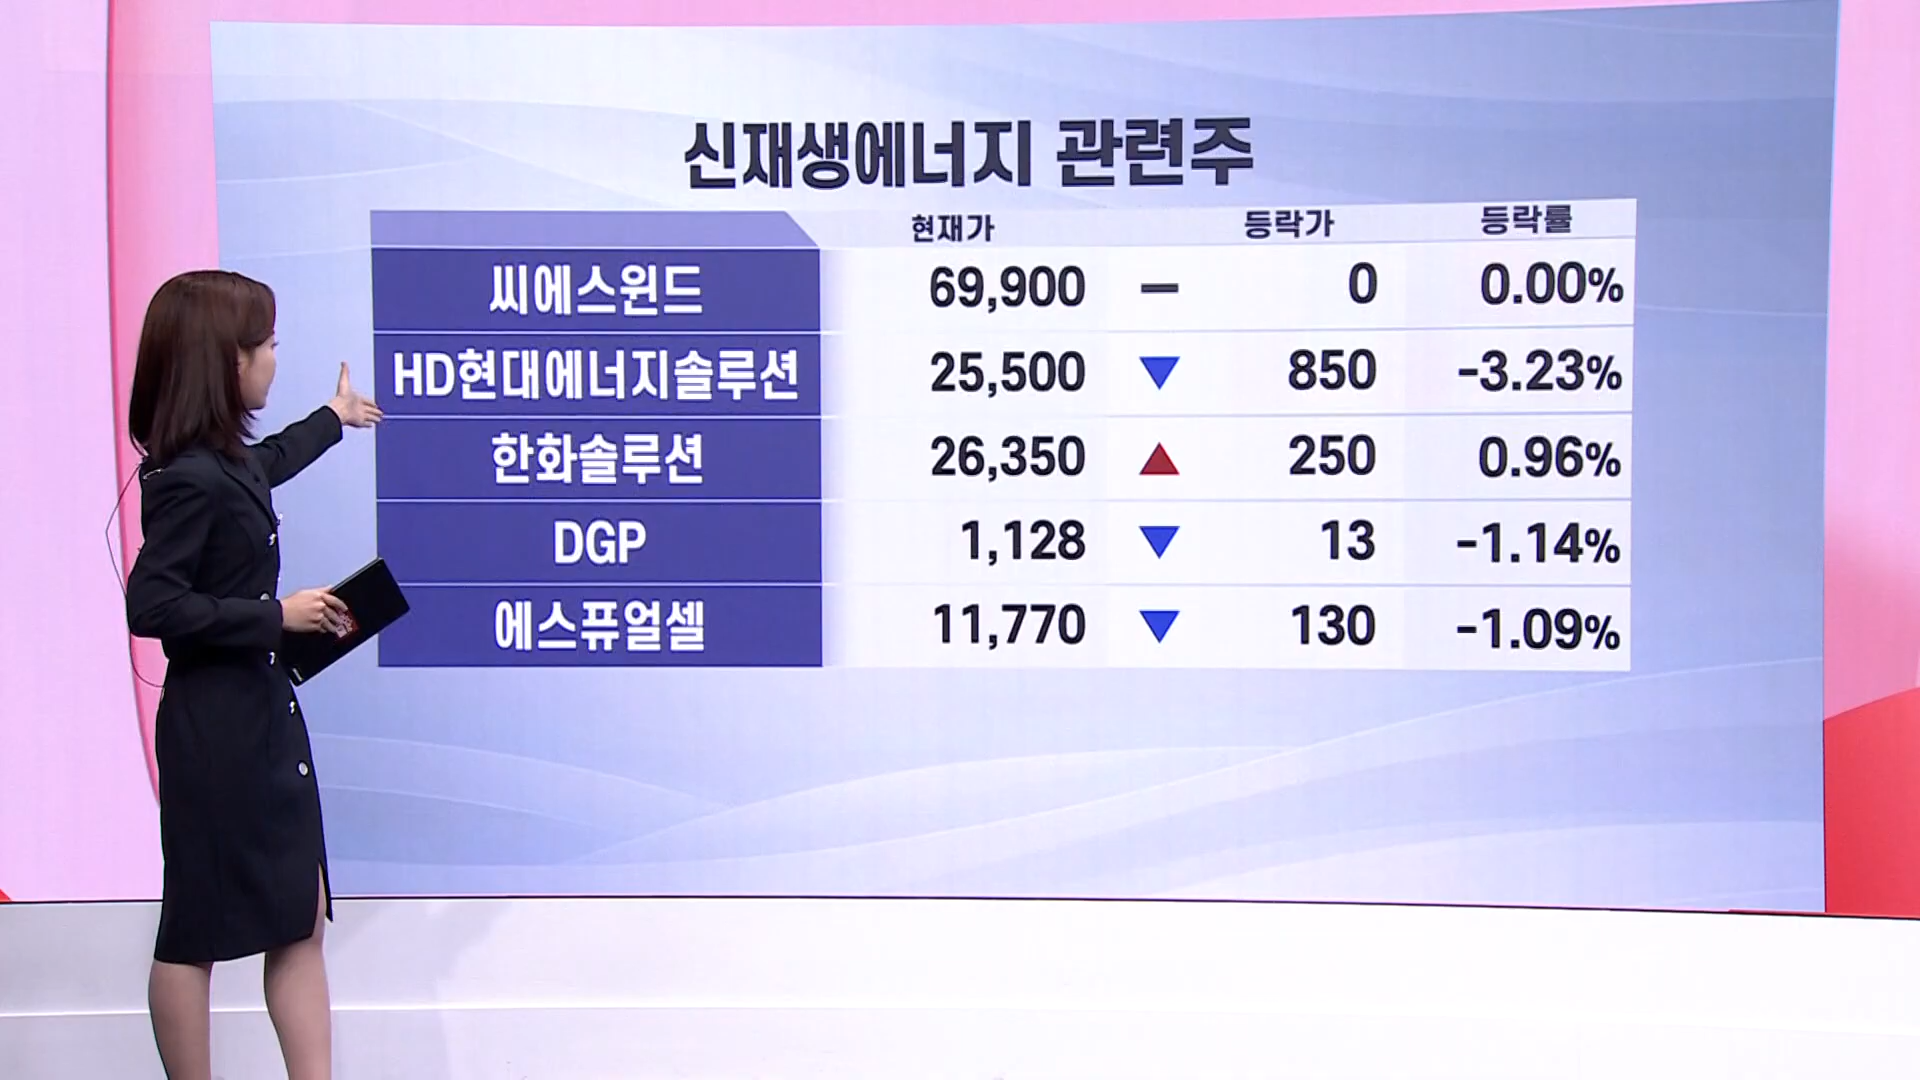 신재생에너지 관련주
현재가 등락가 등락률
씨에스윈드 69,900 – 0 0.00%
HD현대에너지솔루션 25,500 ▼ 850 -3.23%
한화솔루션 26,350 ▲ 250 0.96%
DGP 1,128 ▼ 13 -1.14%
에스퓨얼셀 11,770 ▼ 130 -1.09%